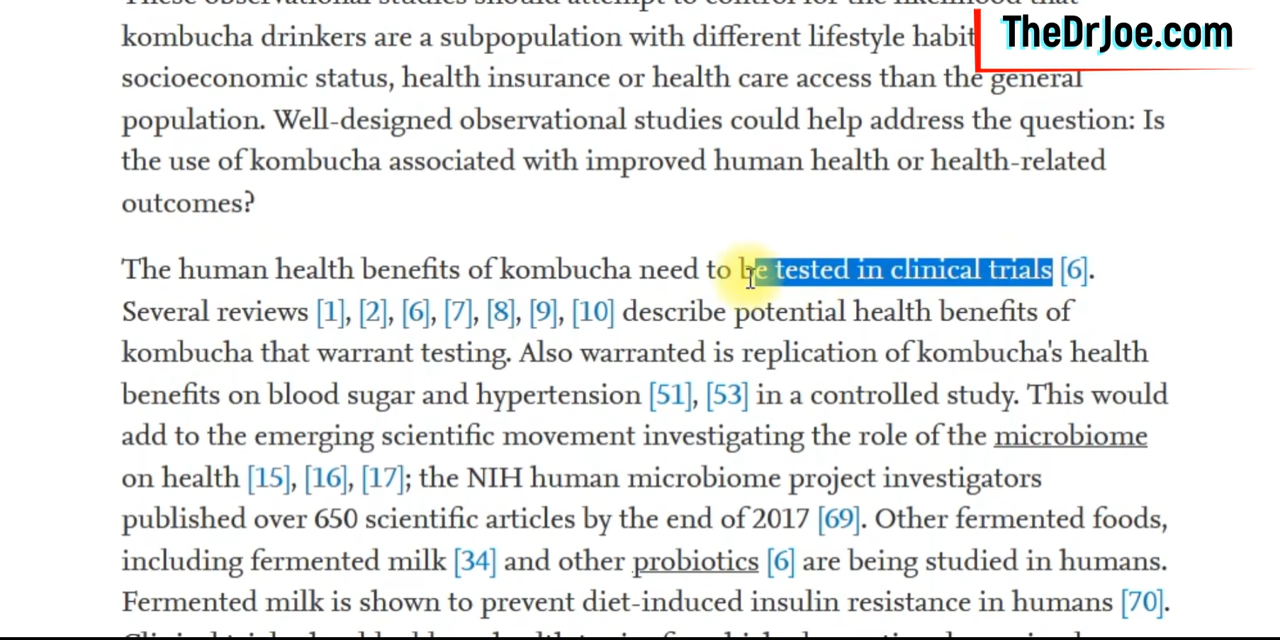 TheDrJoe.com
kombucha drinkers are a subpopulation with different lifestyle habit
socioeconomic status, health insurance or health care access than the general
population. Well-designed observational studies could help address the question: Is
the use of kombucha associated with improved human health or health-related
outcomes?
The human health benefits of kombucha need to be tested in clinical trials [6].
Several reviews [1], [2], [6], [7], [8], [9], [10] describe potential health benefits of
kombucha that warrant testing. Also warranted is replication of kombucha's health
benefits on blood sugar and hypertension [51], [53] in a controlled study. This would
add to the emerging scientific movement investigating the role of the microbiome
on health [15], [16], [17]; the NIH human microbiome project investigators
published over 650 scientific articles by the end of 2017 [69]. Other fermented foods,
including fermented milk [34] and other probiotics [6] are being studied in humans.
Fermented milk is shown to prevent diet-induced insulin resistance in humans [70].